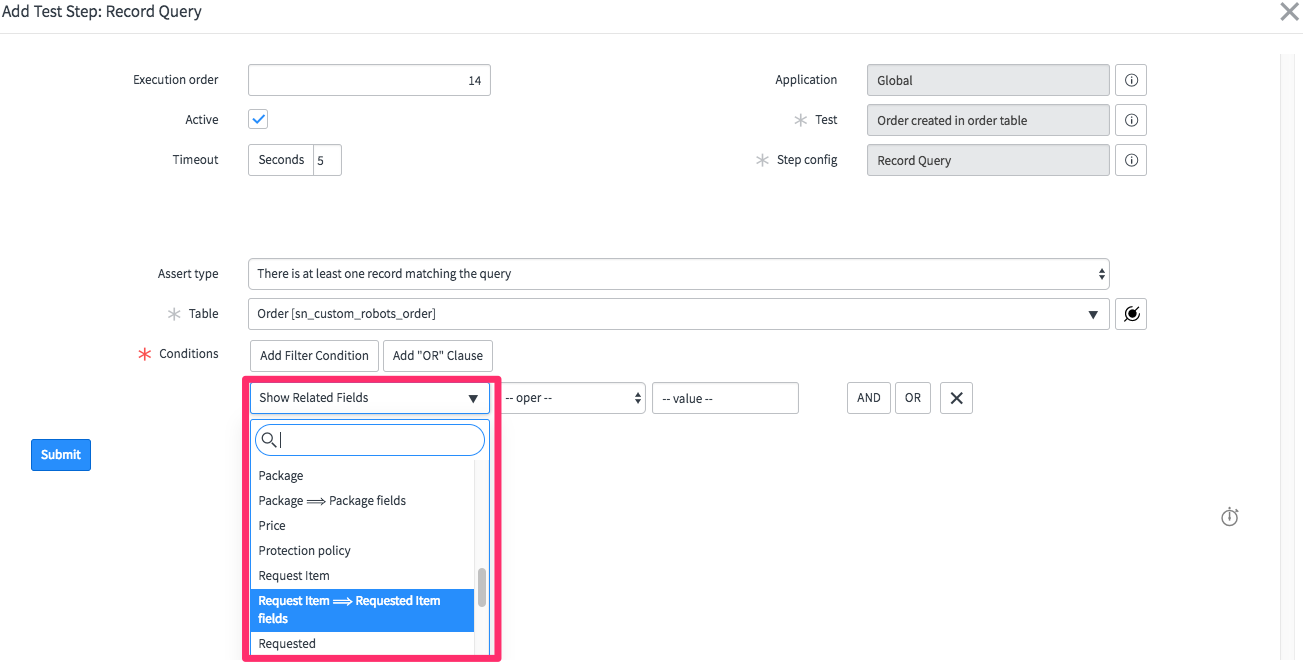 Add Test Step: Record Query
Execution order 14 Application Global
Active Test Order created in order table
Timeout Seconds 5 Step config Record Query
Assert type There is at least one record matching the query
Table Order [sn_custom_robots_order]
Conditions Add Filter Condition Add "OR" Clause
Show Related Fields -- oper -- -- value -- AND OR
Package
Submit
Package ⟹ Package fields
Price
Protection policy
Request Item
Request Item ⟹ Requested Item
fields
Requested